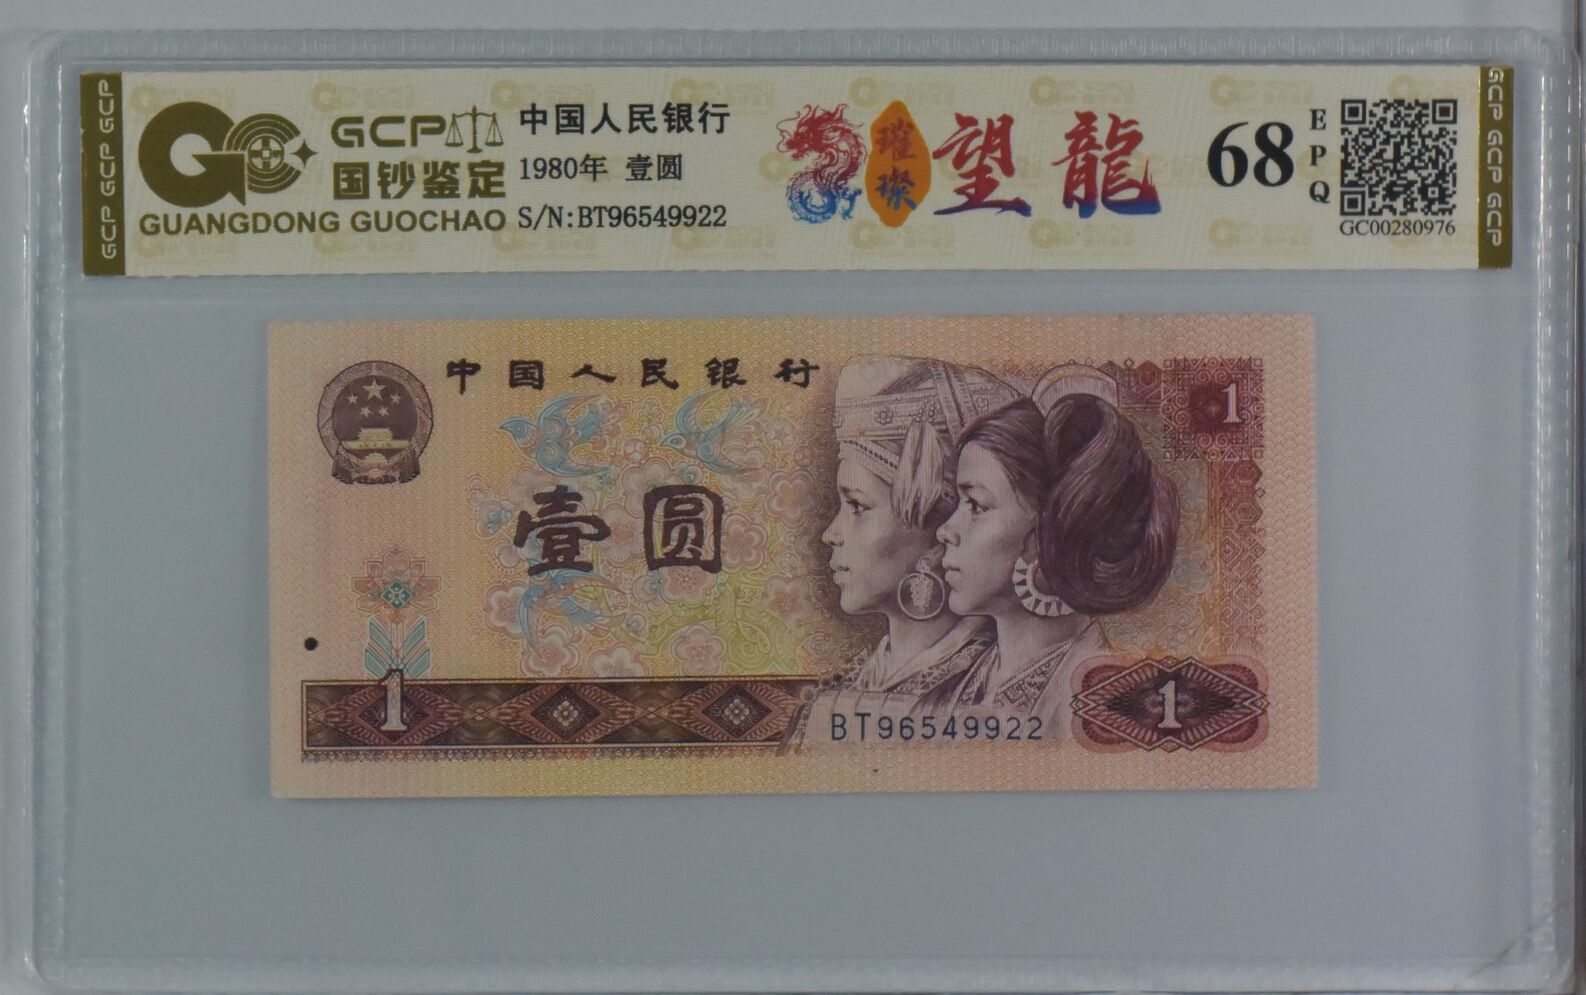 GCP GCP GCP
GCP
国钞鉴定
GUANGDONG GUOCHAO
中国人民银行
1980年 壹圆
S/N:BT96549922
璀璨
望龍
68
EPQ
GC00280976
GCP GCP GCP
中国人民银行
1
壹圆
1
BT96549922
1